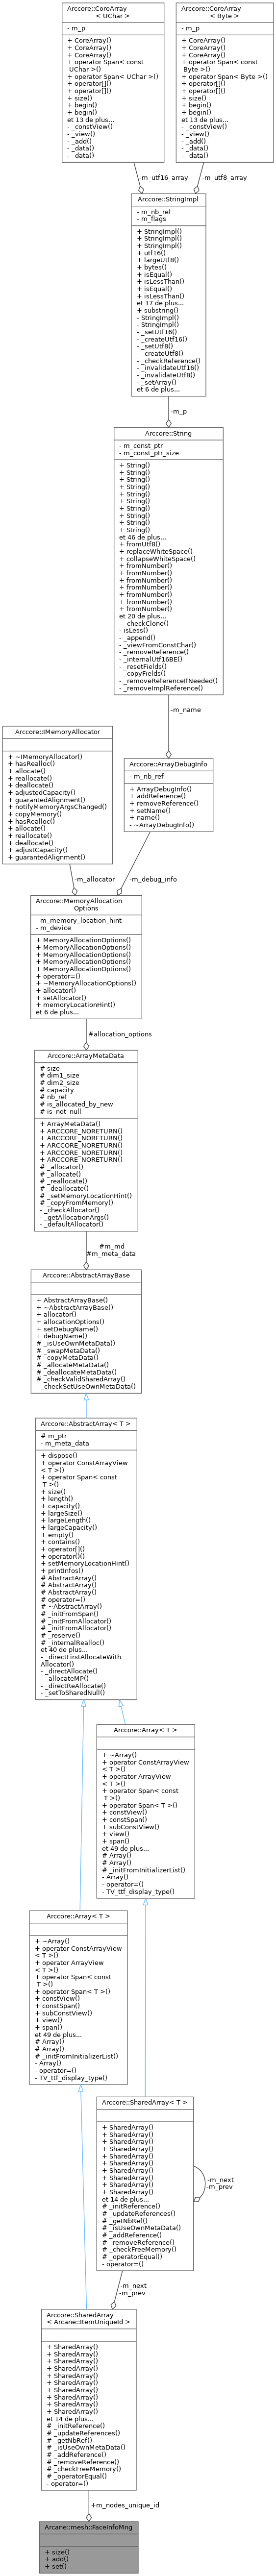 Arccore::CoreArray
< UChar >
- m_p
+ CoreArray()
+ CoreArray()
+ CoreArray()
+ operator Span< const
UChar >()
+ operator Span< UChar >()
+ operator[]()
+ operator[]()
+ size()
+ begin()
+ begin()
et 13 de plus...
- _constView()
- _view()
- _add()
- _data()
- _data()
Arccore::CoreArray
< Byte >
- m_p
+ CoreArray()
+ CoreArray()
+ CoreArray()
+ operator Span< const
Byte >()
+ operator Span< Byte >()
+ operator[]()
+ operator[]()
+ size()
+ begin()
+ begin()
et 13 de plus...
- _constView()
- _view()
- _add()
- _data()
- _data()
-m_utf16_array
-m_utf8_array
Arccore::StringImpl
- m_nb_ref
- m_flags
+ StringImpl()
+ StringImpl()
+ StringImpl()
+ utf16()
+ largeUtf8()
+ bytes()
+ isEqual()
+ isLessThan()
+ isEqual()
+ isLessThan()
et 17 de plus...
+ substring()
- StringImpl()
- StringImpl()
- _setUtf16()
- _createUtf16()
- _setUtf8()
- _createUtf8()
- _checkReference()
- _invalidateUtf16()
- _invalidateUtf8()
- _setArray()
et 6 de plus...
-m_p
Arccore::String
- m_const_ptr
- m_const_ptr_size
+ String()
+ String()
+ String()
+ String()
+ String()
+ String()
+ String()
+ String()
+ String()
+ String()
et 46 de plus...
+ fromUtf8()
+ replaceWhiteSpace()
+ collapseWhiteSpace()
+ fromNumber()
+ fromNumber()
+ fromNumber()
+ fromNumber()
+ fromNumber()
+ fromNumber()
+ fromNumber()
et 20 de plus...
- _checkClone()
- isLess()
- _append()
- _viewFromConstChar()
- _removeReference()
- _internalUtf16BE()
- _resetFields()
- _copyFields()
- _removeReferenceIfNeeded()
- _removeImplReference()
-m_name
Arccore::IMemoryAllocator
+ ~IMemoryAllocator()
+ hasRealloc()
+ allocate()
+ reallocate()
+ deallocate()
+ adjustedCapacity()
+ guarantedAlignment()
+ notifyMemoryArgsChanged()
+ copyMemory()
+ hasRealloc()
+ allocate()
+ reallocate()
+ deallocate()
+ adjustCapacity()
+ guarantedAlignment()
Arccore::ArrayDebugInfo
- m_nb_ref
+ ArrayDebugInfo()
+ addReference()
+ removeReference()
+ setName()
+ name()
- ~ArrayDebugInfo()
-m_allocator
-m_debug_info
Arccore::MemoryAllocation
Options
- m_memory_location_hint
- m_device
+ MemoryAllocationOptions()
+ MemoryAllocationOptions()
+ MemoryAllocationOptions()
+ MemoryAllocationOptions()
+ MemoryAllocationOptions()
+ operator=()
+ ~MemoryAllocationOptions()
+ allocator()
+ setAllocator()
+ memoryLocationHint()
et 6 de plus...
#allocation_options
Arccore::ArrayMetaData
# size
# dim1_size
# dim2_size
# capacity
# nb_ref
# is_allocated_by_new
# is_not_null
+ ArrayMetaData()
+ ARCCORE_NORETURN()
+ ARCCORE_NORETURN()
+ ARCCORE_NORETURN()
+ ARCCORE_NORETURN()
+ ARCCORE_NORETURN()
# _allocator()
# _allocate()
# _reallocate()
# _deallocate()
# _setMemoryLocationHint()
# _copyFromMemory()
- _checkAllocator()
- _getAllocationArgs()
- _defaultAllocator()
#m_md
#m_meta_data
Arccore::AbstractArrayBase
+ AbstractArrayBase()
+ ~AbstractArrayBase()
+ allocator()
+ allocationOptions()
+ setDebugName()
+ debugName()
# _isUseOwnMetaData()
# _swapMetaData()
# _copyMetaData()
# _allocateMetaData()
# _deallocateMetaData()
# _checkValidSharedArray()
- _checkSetUseOwnMetaData()
Arccore::AbstractArray< T >
# m_ptr
- m_meta_data
+ dispose()
+ operator ConstArrayView
< T >()
+ operator Span< const
T >()
+ size()
+ length()
+ capacity()
+ largeSize()
+ largeLength()
+ largeCapacity()
+ empty()
+ contains()
+ operator[]()
+ operator()()
+ setMemoryLocationHint()
+ printInfos()
# AbstractArray()
# AbstractArray()
# AbstractArray()
# operator=()
# ~AbstractArray()
# _initFromSpan()
# _initFromAllocator()
# _initFromAllocator()
# _reserve()
# _internalRealloc()
et 40 de plus...
- _directFirstAllocateWith
Allocator()
- _directAllocate()
- _allocateMP()
- _directReAllocate()
- _setToSharedNull()
Arccore::Array< T >
+ ~Array()
+ operator ConstArrayView
< T >()
+ operator ArrayView
< T >()
+ operator Span< const
T >()
+ operator Span< T >()
+ constView()
+ constSpan()
+ subConstView()
+ view()
+ span()
et 49 de plus...
# Array()
# Array()
# _initFromInitializerList()
- Array()
- operator=()
- TV_ttf_display_type()
Arccore::Array< T >
+ ~Array()
+ operator ConstArrayView
< T >()
+ operator ArrayView
< T >()
+ operator Span< const
T >()
+ operator Span< T >()
+ constView()
+ constSpan()
+ subConstView()
+ view()
+ span()
et 49 de plus...
# Array()
# Array()
# _initFromInitializerList()
- Array()
- operator=()
- TV_ttf_display_type()
Arccore::SharedArray< T >
+ SharedArray()
+ SharedArray()
+ SharedArray()
+ SharedArray()
+ SharedArray()
+ SharedArray()
+ SharedArray()
+ SharedArray()
+ SharedArray()
+ SharedArray()
et 14 de plus...
# _initReference()
# _updateReferences()
# _getNbRef()
# _isUseOwnMetaData()
# _addReference()
# _removeReference()
# _checkFreeMemory()
# _operatorEqual()
- operator=()
-m_next
-m_prev
-m_next
-m_prev
Arccore::SharedArray
< Arcane::ItemUniqueId >
+ SharedArray()
+ SharedArray()
+ SharedArray()
+ SharedArray()
+ SharedArray()
+ SharedArray()
+ SharedArray()
+ SharedArray()
+ SharedArray()
+ SharedArray()
et 14 de plus...
# _initReference()
# _updateReferences()
# _getNbRef()
# _isUseOwnMetaData()
# _addReference()
# _removeReference()
# _checkFreeMemory()
# _operatorEqual()
- operator=()
+m_nodes_unique_id
Arcane::mesh::FaceInfoMng
+ size()
+ add()
+ set()